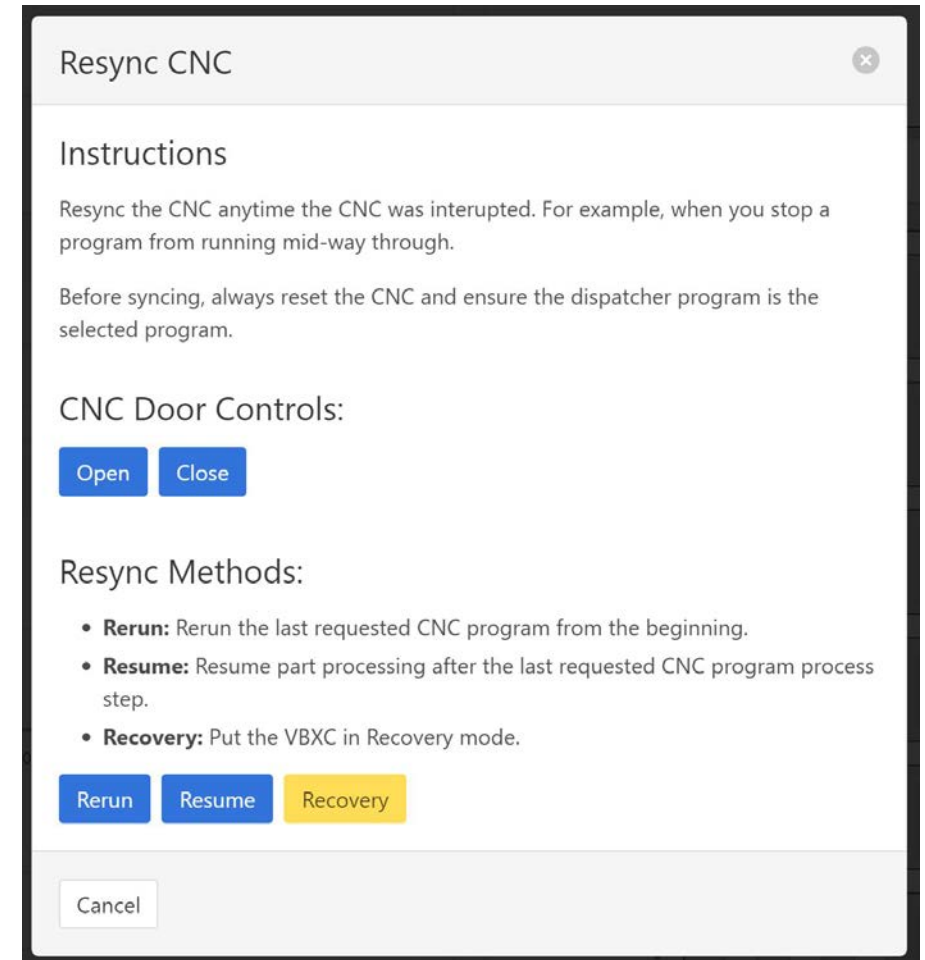 Resync CNC
Instructions
Resync the CNC anytime the CNC was interupted. For example, when you stop a
program from running mid-way through.
Before syncing, always reset the CNC and ensure the dispatcher program is the
selected program.
CNC Door Controls:
Open Close
Resync Methods:
• Rerun: Rerun the last requested CNC program from the beginning.
• Resume: Resume part processing after the last requested CNC program process
step.
• Recovery: Put the VBXC in Recovery mode.
Rerun Resume Recovery
Cancel